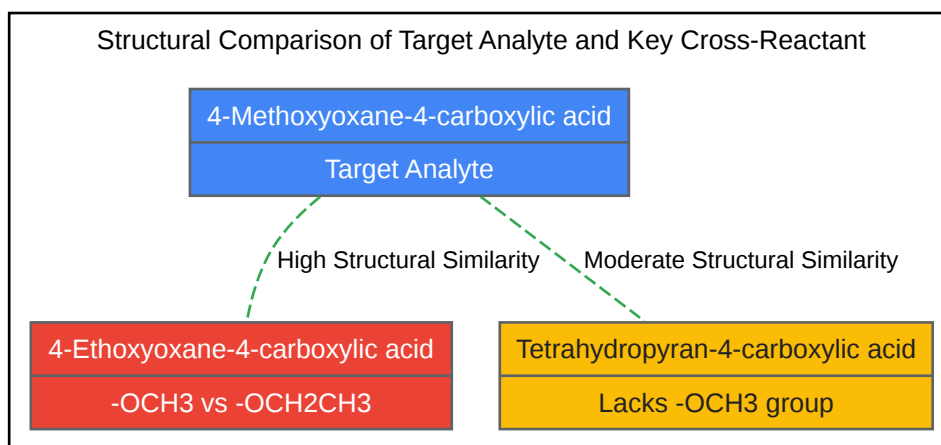 Structural Comparison of Target Analyte and Key Cross-Reactant
4-Methoxyoxane-4-carboxylic acid
Target Analyte
High Structural Similarity
Moderate Structural Similarity
4-Ethoxyoxane-4-carboxylic acid
-OCH3 vs -OCH2CH3
Tetrahydropyran-4-carboxylic acid
Lacks -OCH3 group